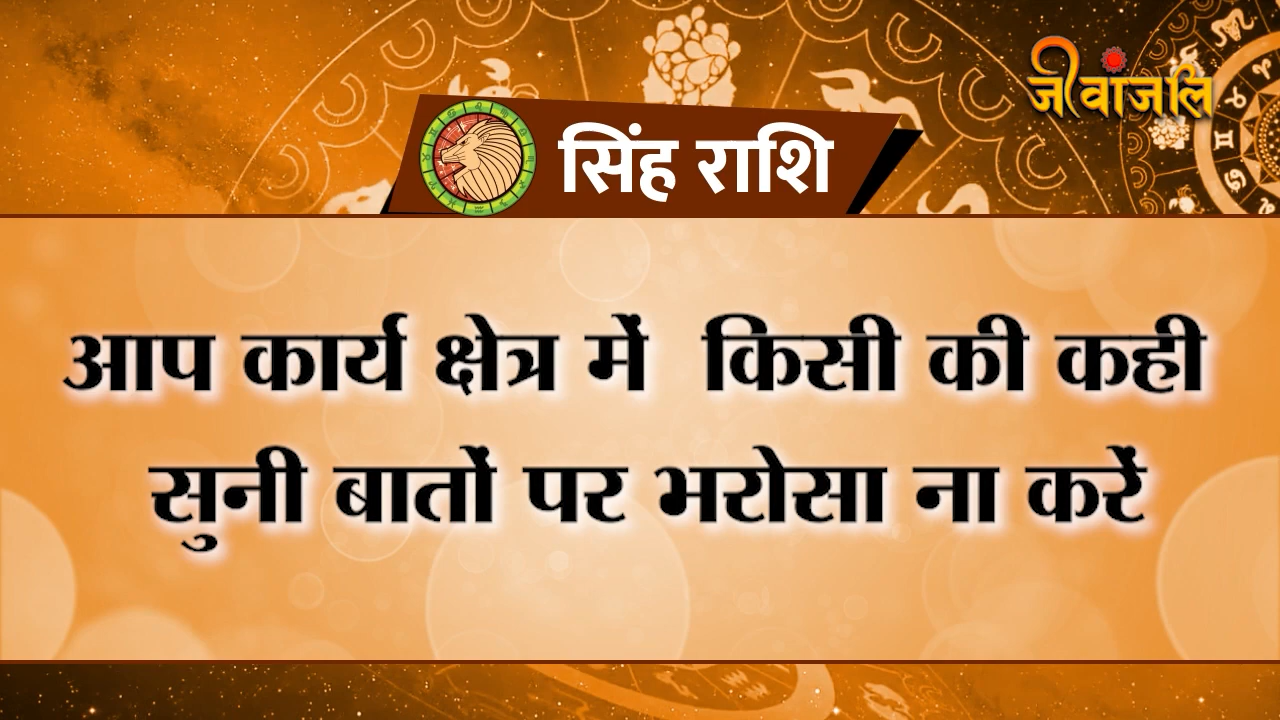 जीवांजलि
सिंह राशि
आप कार्य क्षेत्र में किसी की कही
सुनी बातों पर भरोसा ना करें